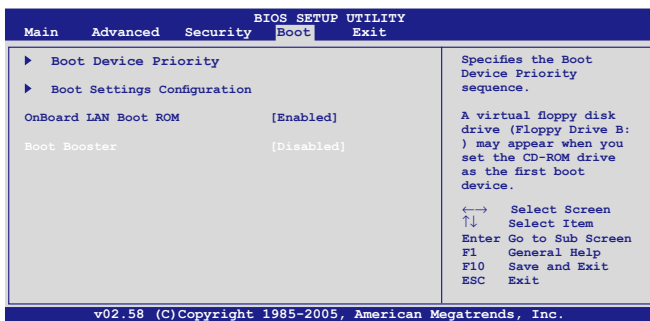 BIOS SETUP UTILITY
Main Advanced Security Boot Exit
Boot Device Priority
Boot Settings Configuration
OnBoard LAN Boot ROM [Enabled]
Boot Booster [Disabled]
Specifies the Boot
Device Priority
sequence.
A virtual floppy disk
drive (Floppy Drive B:
) may appear when you
set the CD-ROM drive
as the first boot
device.
←→ Select Screen
↑↓ Select Item
Enter Go to Sub Screen
F1 General Help
F10 Save and Exit
ESC Exit
v02.58 (C)Copyright 1985-2005, American Megatrends, Inc.